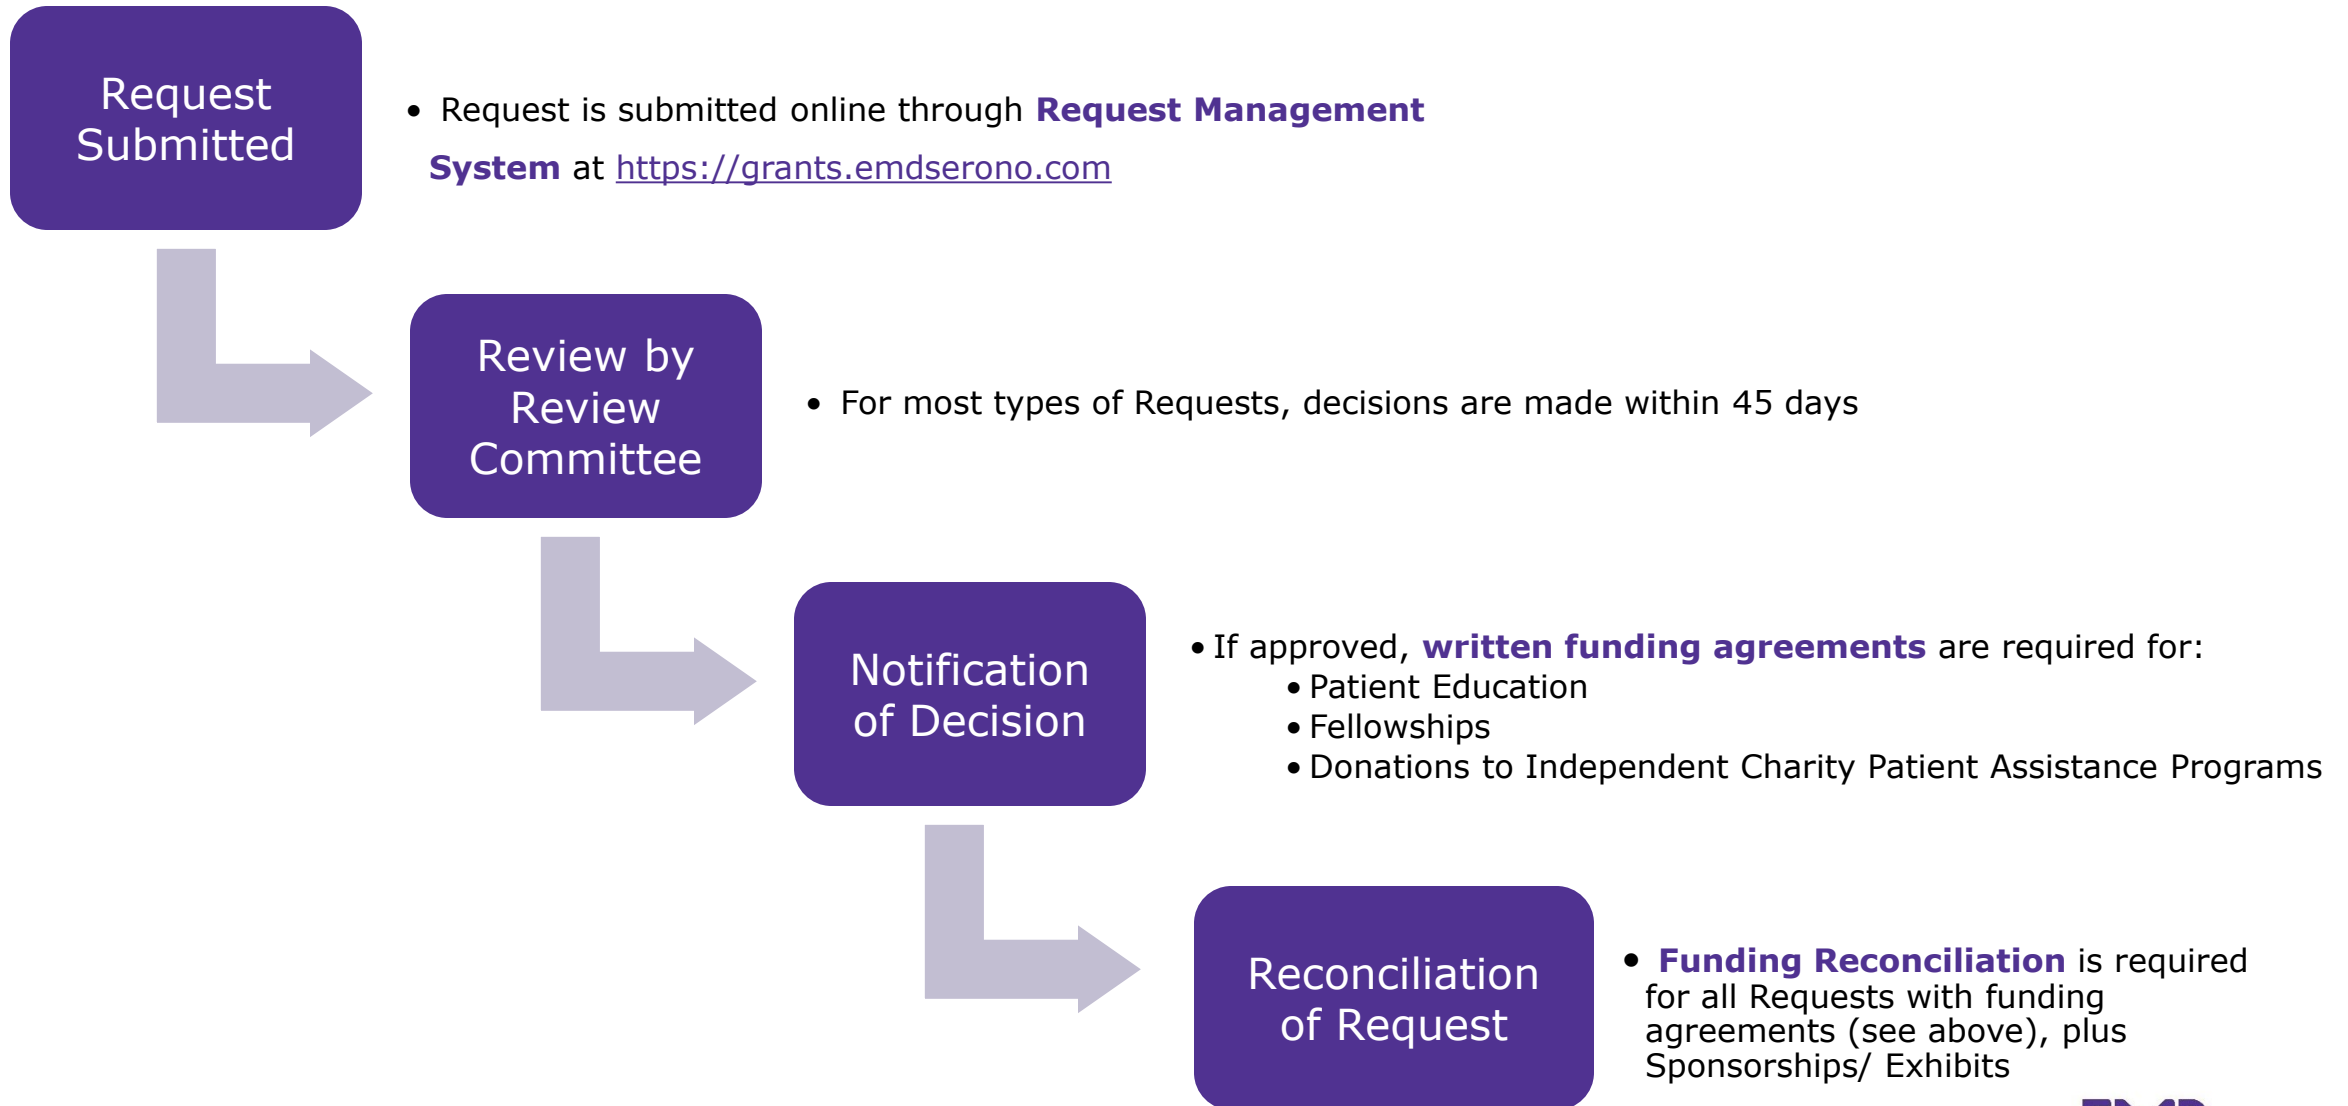 Request
Submitted
• Request is submitted online through Request Management
System at https://grants.emdserono.com
Review by
Review
Committee
• For most types of Requests, decisions are made within 45 days
Notification
of Decision
• If approved, written funding agreements are required for:
• Patient Education
• Fellowships
• Donations to Independent Charity Patient Assistance Programs
Reconciliation
of Request
• Funding Reconciliation is required
for all Requests with funding
agreements (see above), plus
Sponsorships/ Exhibits